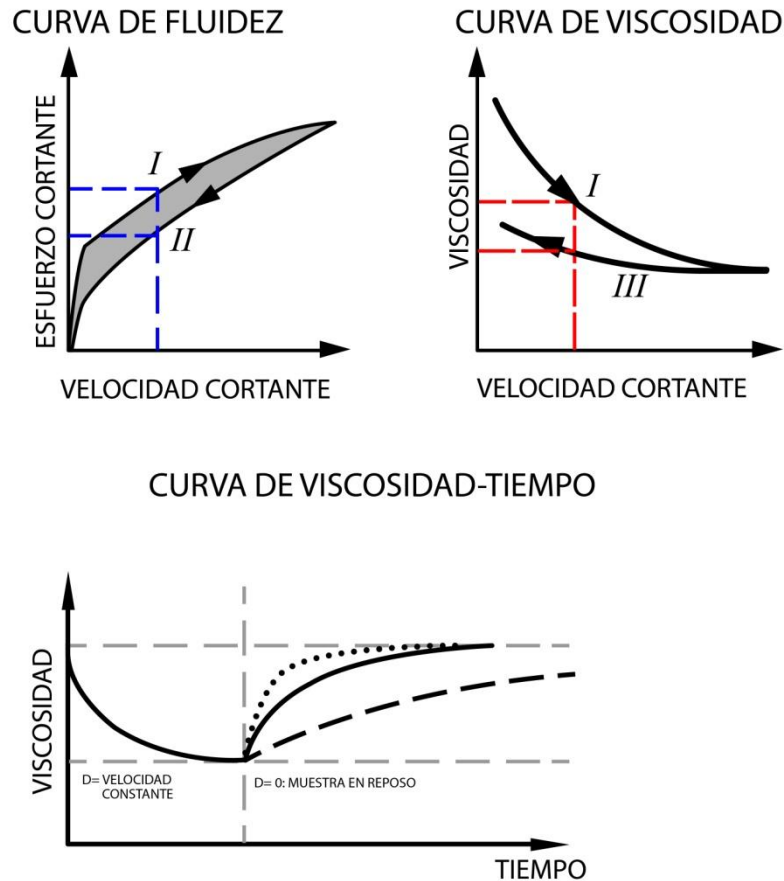 CURVA DE FLUIDEZ
CURVA DE VISCOSIDAD
ESFUERZO CORTANTE
I
II
VELOCIDAD CORTANTE
VISCOSIDAD
I
III
VELOCIDAD CORTANTE
CURVA DE VISCOSIDAD-TIEMPO
VISCOSIDAD
D= VELOCIDAD
CONSTANTE
D= 0: MUESTRA EN REPOSO
TIEMPO